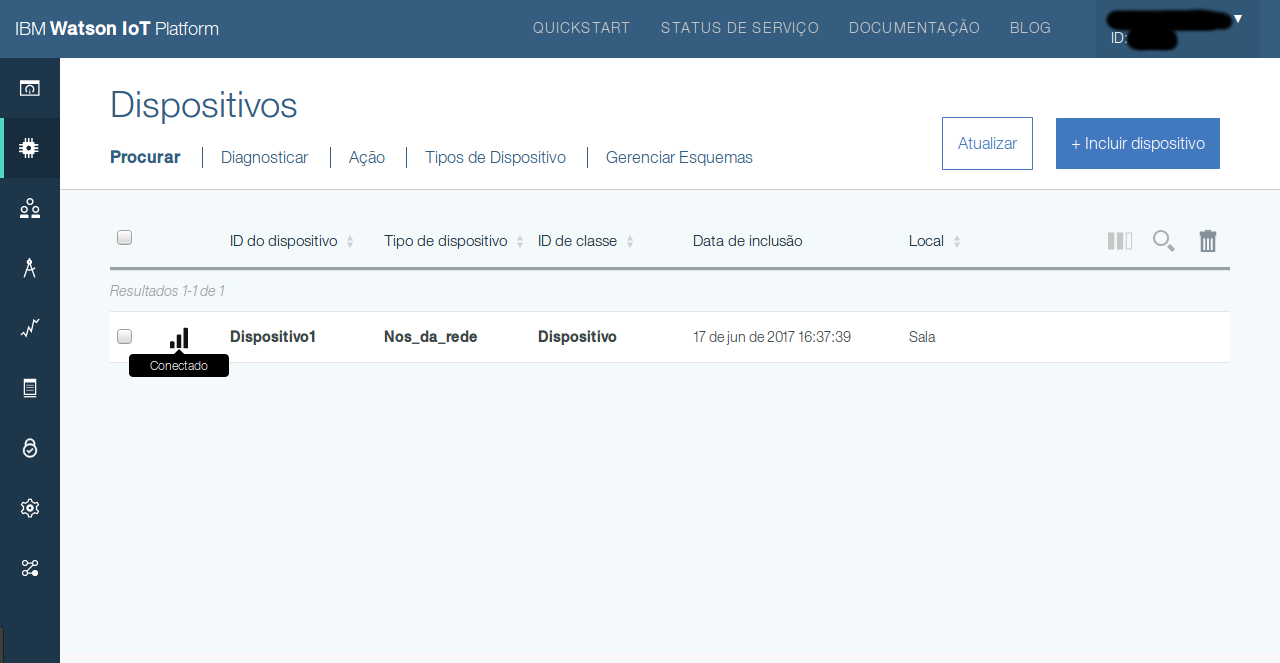 IBM Watson IoT Platform
QUICKSTART STATUS DE SERVIÇO DOCUMENTAÇÃO BLOG
ID:
Dispositivos
Procurar Diagnosticar Ação Tipos de Dispositivo Gerenciar Esquemas
Atualizar
+ Incluir dispositivo
ID do dispositivo Tipo de dispositivo ID de classe Data de inclusão Local
Resultados 1-1 de 1
Dispositivo1 Nos_da_rede Dispositivo 17 de jun de 2017 16:37:39 Sala
Conectado